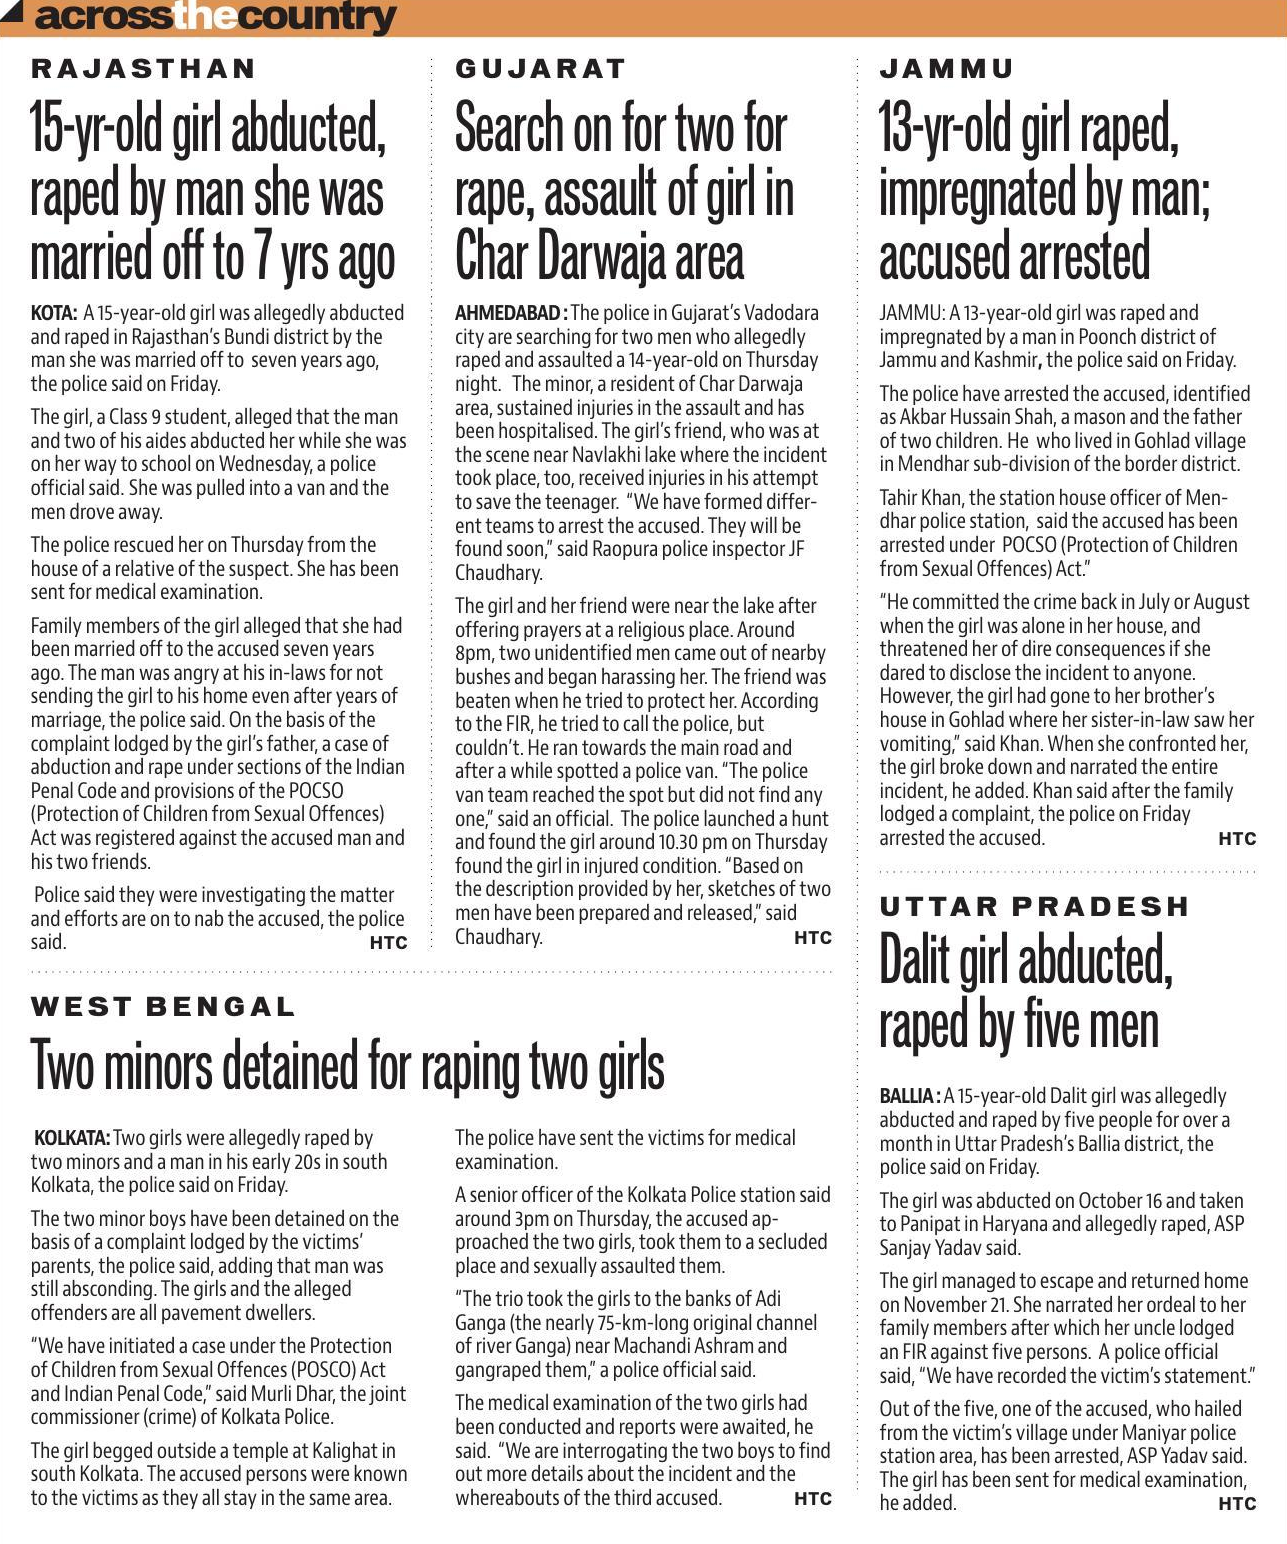 acrossthecountry
RAJASTHAN
15-yr-old girl abducted,
raped by man she was
married off to 7 yrs ago
KOTA: A 15-year-old girl was allegedly abducted
and raped in Rajasthan's Bundi district by the
man she was married off to seven years ago,
the police said on Friday.
The girl, a Class 9 student, alleged that the man
and two of his aides abducted her while she was
on her way to school on Wednesday, a police
official said. She was pulled into a van and the
men drove away.
The police rescued her on Thursday from the
house of a relative of the suspect. She has been
sent for medical examination.
Family members of the girl alleged that she had
been married off to the accused seven years
ago. The man was angry at his in-laws for not
sending the girl to his home even after years of
marriage, the police said. On the basis of the
complaint lodged by the girl's father, a case of
abduction and rape under sections of the Indian
Penal Code and provisions of the POCSO
(Protection of Children from Sexual Offences)
Act was registered against the accused man and
his two friends.
Police said they were investigating the matter
and efforts are on to nab the accused, the police
said. HTC
GUJARAT
Search on for two for
rape, assault of girl in
Char Darwaja area
AHMEDABAD : The police in Gujarat's Vadodara
city are searching for two men who allegedly
raped and assaulted a 14-year-old on Thursday
night. The minor, a resident of Char Darwaja
area, sustained injuries in the assault and has
been hospitalised. The girl's friend, who was at
the scene near Navlakhi lake where the incident
took place, too, received injuries in his attempt
to save the teenager. "We have formed differ-
ent teams to arrest the accused. They will be
found soon," said Raopura police inspector JF
Chaudhary.
The girl and her friend were near the lake after
offering prayers at a religious place. Around
8pm, two unidentified men came out of nearby
bushes and began harassing her. The friend was
beaten when he tried to protect her. According
to the FIR, he tried to call the police, but
couldn't. He ran towards the main road and
after a while spotted a police van. "The police
van team reached the spot but did not find any
one," said an official. The police launched a hunt
and found the girl around 10.30 pm on Thursday
found the girl in injured condition. "Based on
the description provided by her, sketches of two
men have been prepared and released," said
Chaudhary. HTC
JAMMU
13-yr-old girl raped,
impregnated by man;
accused arrested
JAMMU: A 13-year-old girl was raped and
impregnated by a man in Poonch district of
Jammu and Kashmir, the police said on Friday.
The police have arrested the accused, identified
as Akbar Hussain Shah, a mason and the father
of two children. He who lived in Gohlad village
in Mendhar sub-division of the border district.
Tahir Khan, the station house officer of Men-
dhar police station, said the accused has been
arrested under POCSO (Protection of Children
from Sexual Offences) Act."
"He committed the crime back in July or August
when the girl was alone in her house, and
threatened her of dire consequences if she
dared to disclose the incident to anyone.
However, the girl had gone to her brother's
house in Gohlad where her sister-in-law saw her
vomiting," said Khan. When she confronted her,
the girl broke down and narrated the entire
incident, he added. Khan said after the family
lodged a complaint, the police on Friday
arrested the accused. HTC
UTTAR PRADESH
Dalit girl abducted,
raped by five men
BALLIA : A 15-year-old Dalit girl was allegedly
abducted and raped by five people for over a
month in Uttar Pradesh's Ballia district, the
police said on Friday.
The girl was abducted on October 16 and taken
to Panipat in Haryana and allegedly raped, ASP
Sanjay Yadav said.
The girl managed to escape and returned home
on November 21. She narrated her ordeal to her
family members after which her uncle lodged
an FIR against five persons. A police official
said, "We have recorded the victim's statement."
Out of the five, one of the accused, who hailed
from the victim's village under Maniyar police
station area, has been arrested, ASP Yadav said.
The girl has been sent for medical examination,
he added. HTC
WEST BENGAL
Two minors detained for raping two girls
KOLKATA: Two girls were allegedly raped by
two minors and a man in his early 20s in south
Kolkata, the police said on Friday.
The two minor boys have been detained on the
basis of a complaint lodged by the victims'
parents, the police said, adding that man was
still absconding. The girls and the alleged
offenders are all pavement dwellers.
"We have initiated a case under the Protection
of Children from Sexual Offences (POSCO) Act
and Indian Penal Code," said Murli Dhar, the joint
commissioner (crime) of Kolkata Police.
The girl begged outside a temple at Kalighat in
south Kolkata. The accused persons were known
to the victims as they all stay in the same area.
The police have sent the victims for medical
examination.
A senior officer of the Kolkata Police station said
around 3pm on Thursday, the accused ap-
proached the two girls, took them to a secluded
place and sexually assaulted them.
"The trio took the girls to the banks of Adi
Ganga (the nearly 75-km-long original channel
of river Ganga) near Machandi Ashram and
gangraped them," a police official said.
The medical examination of the two girls had
been conducted and reports were awaited, he
said. "We are interrogating the two boys to find
out more details about the incident and the
whereabouts of the third accused. HTC